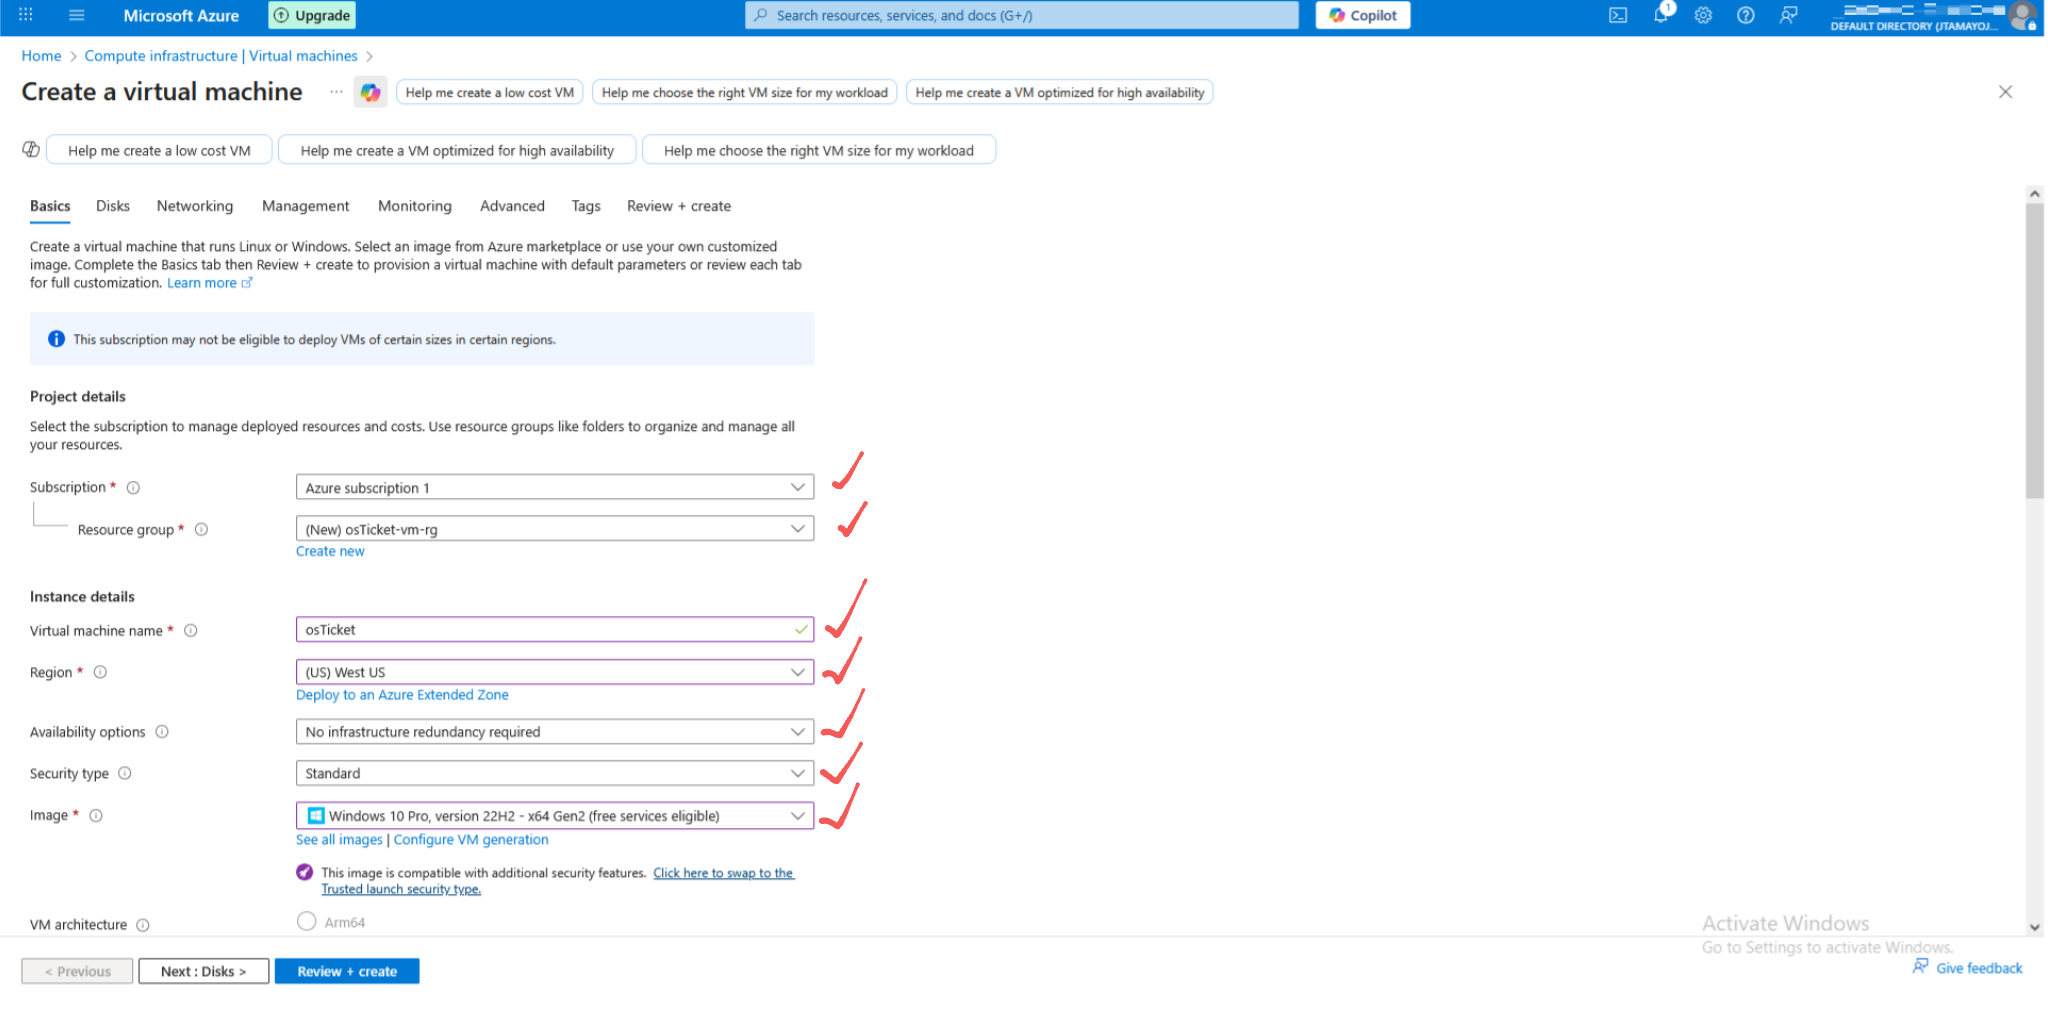 Microsoft Azure
Upgrade
Search resources, services, and docs (G+/)
Copilot
1
DEFAULT DIRECTORY (JTAMAYOJ...
Home > Compute infrastructure | Virtual machines >
Create a virtual machine ...
Help me create a low cost VM
Help me choose the right VM size for my workload
Help me create a VM optimized for high availability
Help me create a low cost VM
Help me create a VM optimized for high availability
Help me choose the right VM size for my workload
Basics Disks Networking Management Monitoring Advanced Tags Review + create
Create a virtual machine that runs Linux or Windows. Select an image from Azure marketplace or use your own customized
image. Complete the Basics tab then Review + create to provision a virtual machine with default parameters or review each tab
for full customization. Learn more
This subscription may not be eligible to deploy VMs of certain sizes in certain regions.
Project details
Select the subscription to manage deployed resources and costs. Use resource groups like folders to organize and manage all
your resources.
Subscription *
Azure subscription 1
Resource group *
(New) osTicket-vm-rg
Create new
Instance details
Virtual machine name *
osTicket
Region *
(US) West US
Deploy to an Azure Extended Zone
Availability options
No infrastructure redundancy required
Security type
Standard
Image *
Windows 10 Pro, version 22H2 - x64 Gen2 (free services eligible)
See all images | Configure VM generation
This image is compatible with additional security features. Click here to swap to the
Trusted launch security type.
VM architecture
Arm64
Activate Windows
Go to Settings to activate Windows.
< Previous
Next : Disks >
Review + create
Give feedback